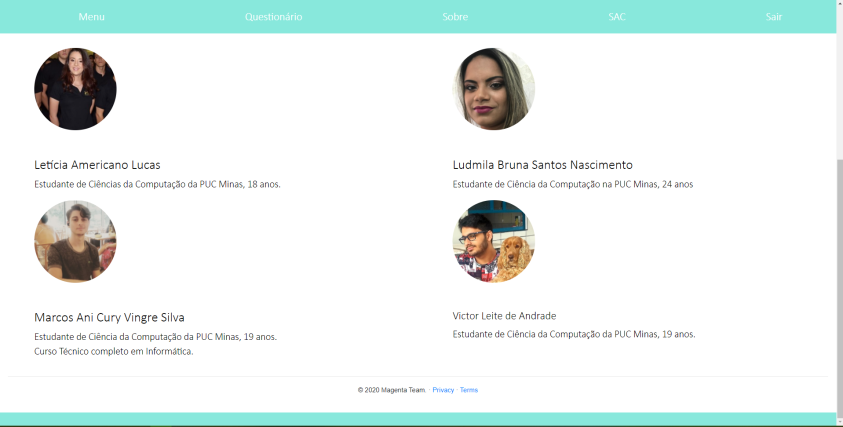 Menu Questionário Sobre SAC Sair
Letícia Americano Lucas
Estudante de Ciências da Computação da PUC Minas, 18 anos.
Ludmila Bruna Santos Nascimento
Estudante de Ciência da Computação na PUC Minas, 24 anos
Marcos Ani Cury Vingre Silva
Estudante de Ciência da Computação da PUC Minas, 19 anos.
Curso Técnico completo em Informática.
Victor Leite de Andrade
Estudante de Ciência da Computação da PUC Minas, 19 anos.
© 2020 Magenta Team. · Privacy · Terms